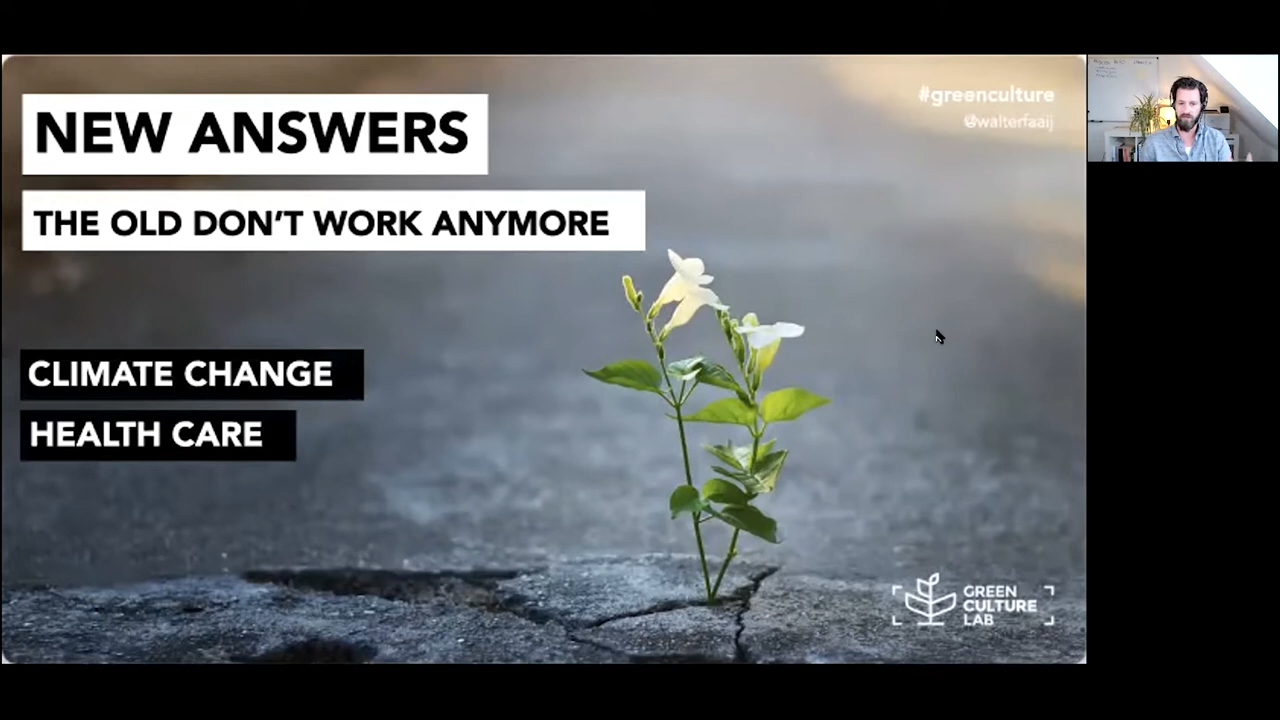 NEW ANSWERS
#greenculture
@walterfaaij
THE OLD DON'T WORK ANYMORE
CLIMATE CHANGE
HEALTH CARE
GREEN
CULTURE
LAB